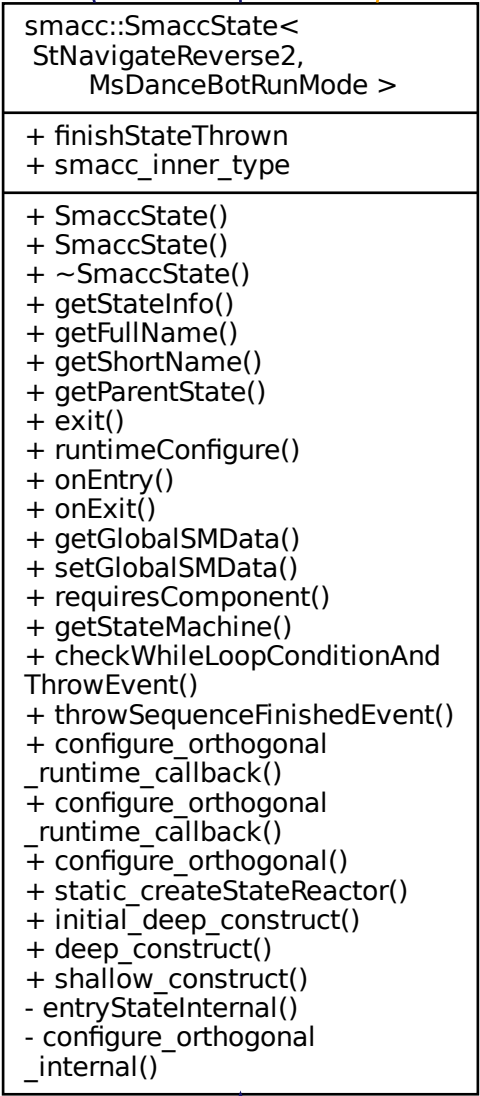 smacc::SmaccState<
StNavigateReverse2,
MsDanceBotRunMode >
+ finishStateThrown
+ smacc_inner_type
+ SmaccState()
+ SmaccState()
+ ~SmaccState()
+ getStateInfo()
+ getFullName()
+ getShortName()
+ getParentState()
+ exit()
+ runtimeConfigure()
+ onEntry()
+ onExit()
+ getGlobalSMData()
+ setGlobalSMData()
+ requiresComponent()
+ getStateMachine()
+ checkWhileLoopConditionAnd
ThrowEvent()
+ throwSequenceFinishedEvent()
+ configure_orthogonal
_runtime_callback()
+ configure_orthogonal
_runtime_callback()
+ configure_orthogonal()
+ static_createStateReactor()
+ initial_deep_construct()
+ deep_construct()
+ shallow_construct()
- entryStateInternal()
- configure_orthogonal
_internal()